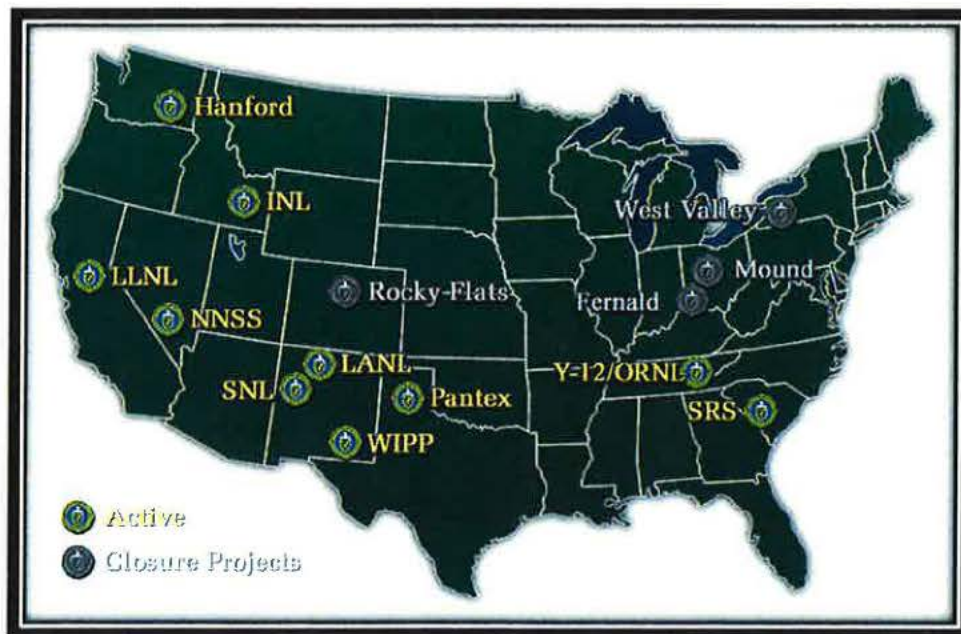 Hanford
INL
West Valley
LLNL
Mound
Rocky Flats
Fernald
NNSS
LANL
Y-12/ORNL
SNL
Pantex
SRS
WIPP
Active
Closure Projects